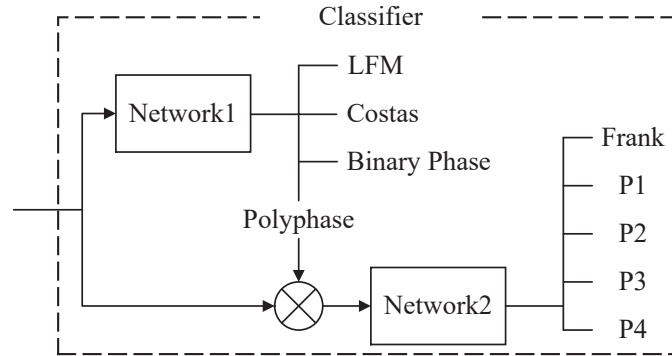 Classifier
Network1
LFM
Costas
Binary Phase
Polyphase
Network2
Frank
P1
P2
P3
P4